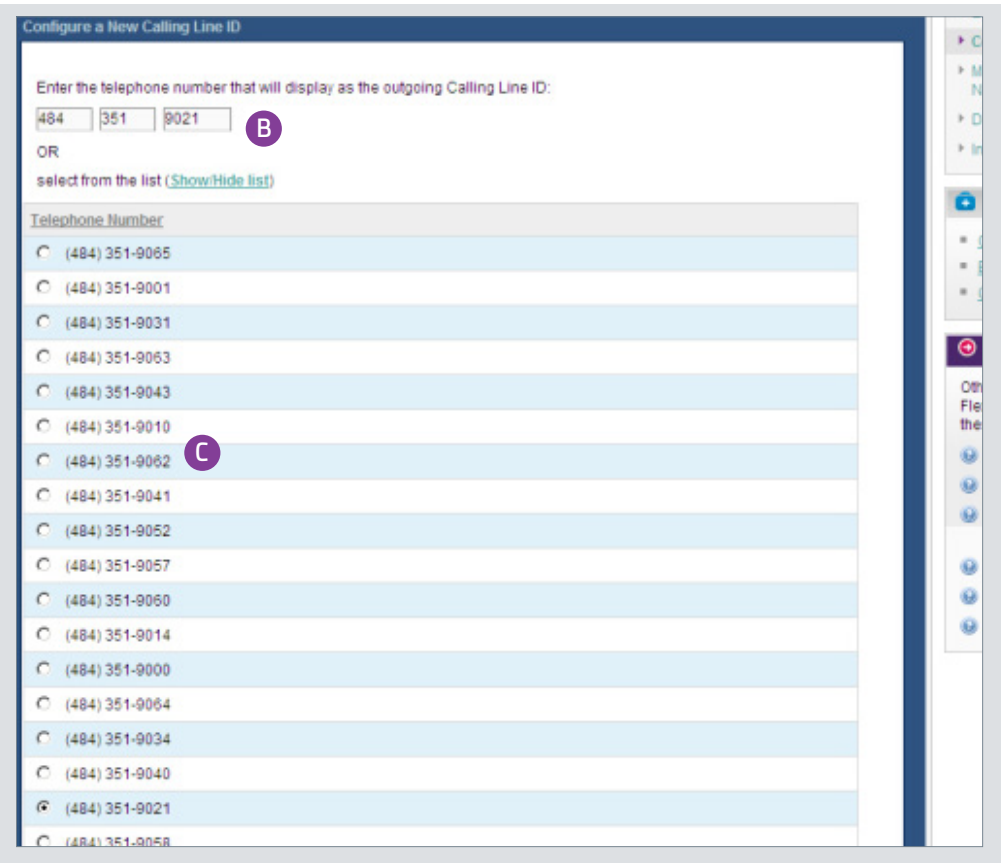 Configure a New Calling Line ID
Enter the telephone number that will display as the outgoing Calling Line ID:
484 351 9021
B
OR
select from the list (Show/Hide list)
Telephone Number
(484) 351-9065
(484) 351-9001
(484) 351-9031
(484) 351-9063
(484) 351-9043
(484) 351-9010
(484) 351-9062
C
(484) 351-9041
(484) 351-9052
(484) 351-9057
(484) 351-9060
(484) 351-9014
(484) 351-9000
(484) 351-9064
(484) 351-9034
(484) 351-9040
(484) 351-9021
(484) 351-9058
C
M
N
D
In
Oth
Fle
the